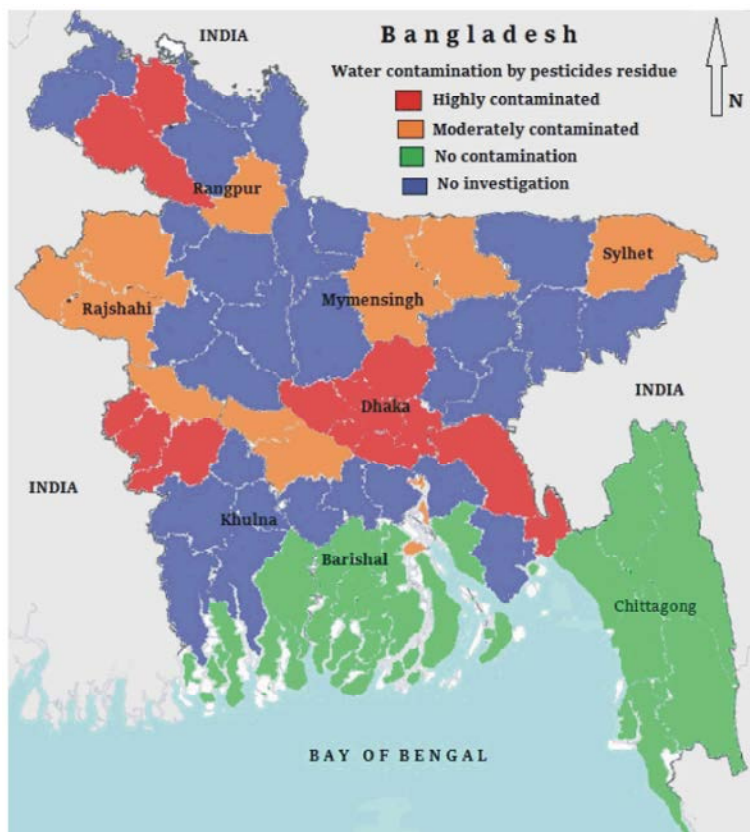 INDIA
Bangladesh
Water contamination by pesticides residue
Highly contaminated
Moderately contaminated
No contamination
No investigation
N
Rangpur
Sylhet
Mymensingh
Rajshahi
INDIA
Dhaka
INDIA
Khulna
Barishal
Chittagong
BAY OF BENGAL